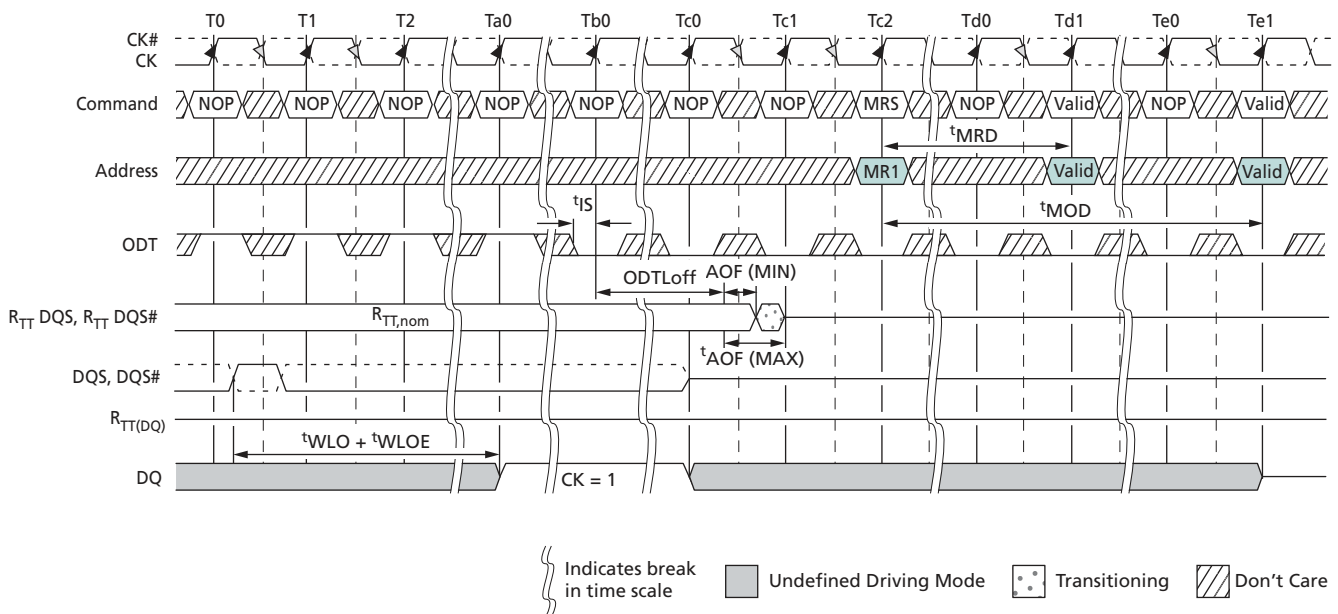 T0 T1 T2 Ta0 Tb0 Tc0 Tc1 Tc2 Td0 Td1 Te0 Te1
CK#
CK
Command NOP NOP NOP NOP NOP NOP NOP MRS NOP Valid NOP Valid
tMRD
Address MR1 Valid Valid
tIS
tMOD
ODT
ODTLoff AOF (MIN)
RTT DQS, RTT DQS# RTT,nom
tAOF (MAX)
DQS, DQS#
RTT(DQ)
tWLO + tWLOE
DQ CK = 1
Indicates break
in time scale
Undefined Driving Mode Transitioning Don't Care